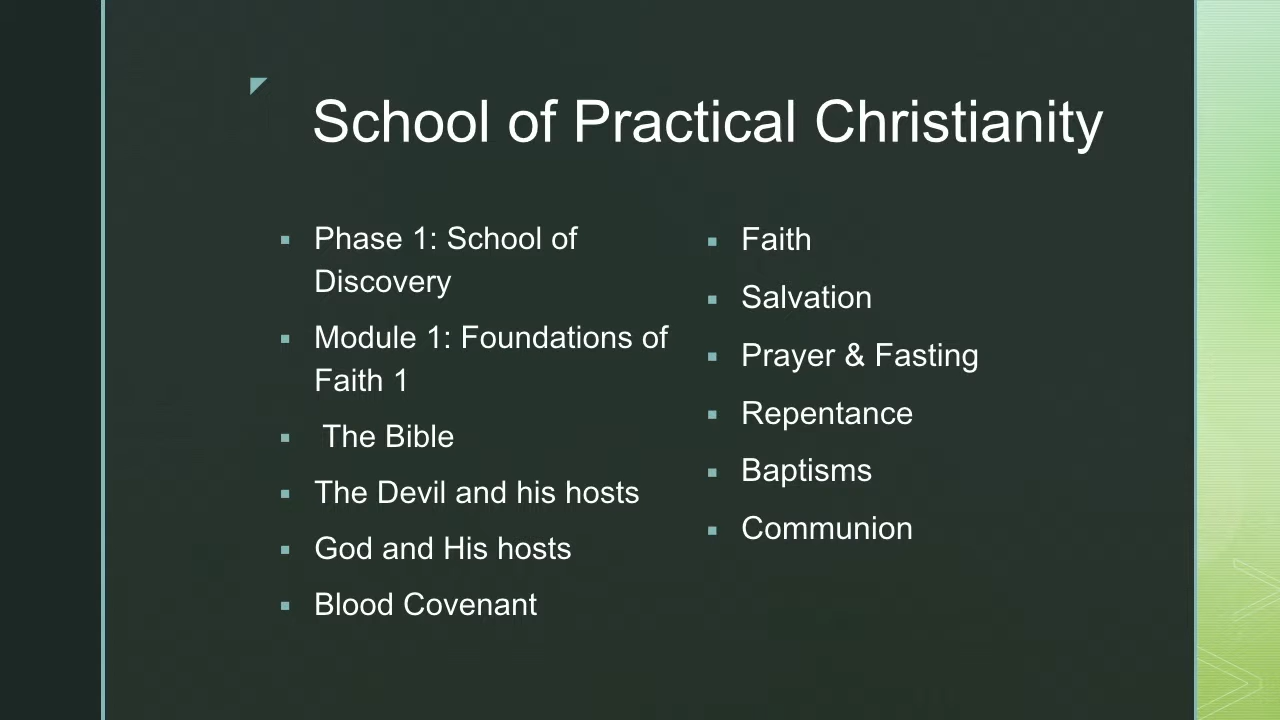 School of Practical Christianity
Phase 1: School of
Discovery
Module 1: Foundations of
Faith 1
The Bible
The Devil and his hosts
God and His hosts
Blood Covenant
Faith
Salvation
Prayer & Fasting
Repentance
Baptisms
Communion